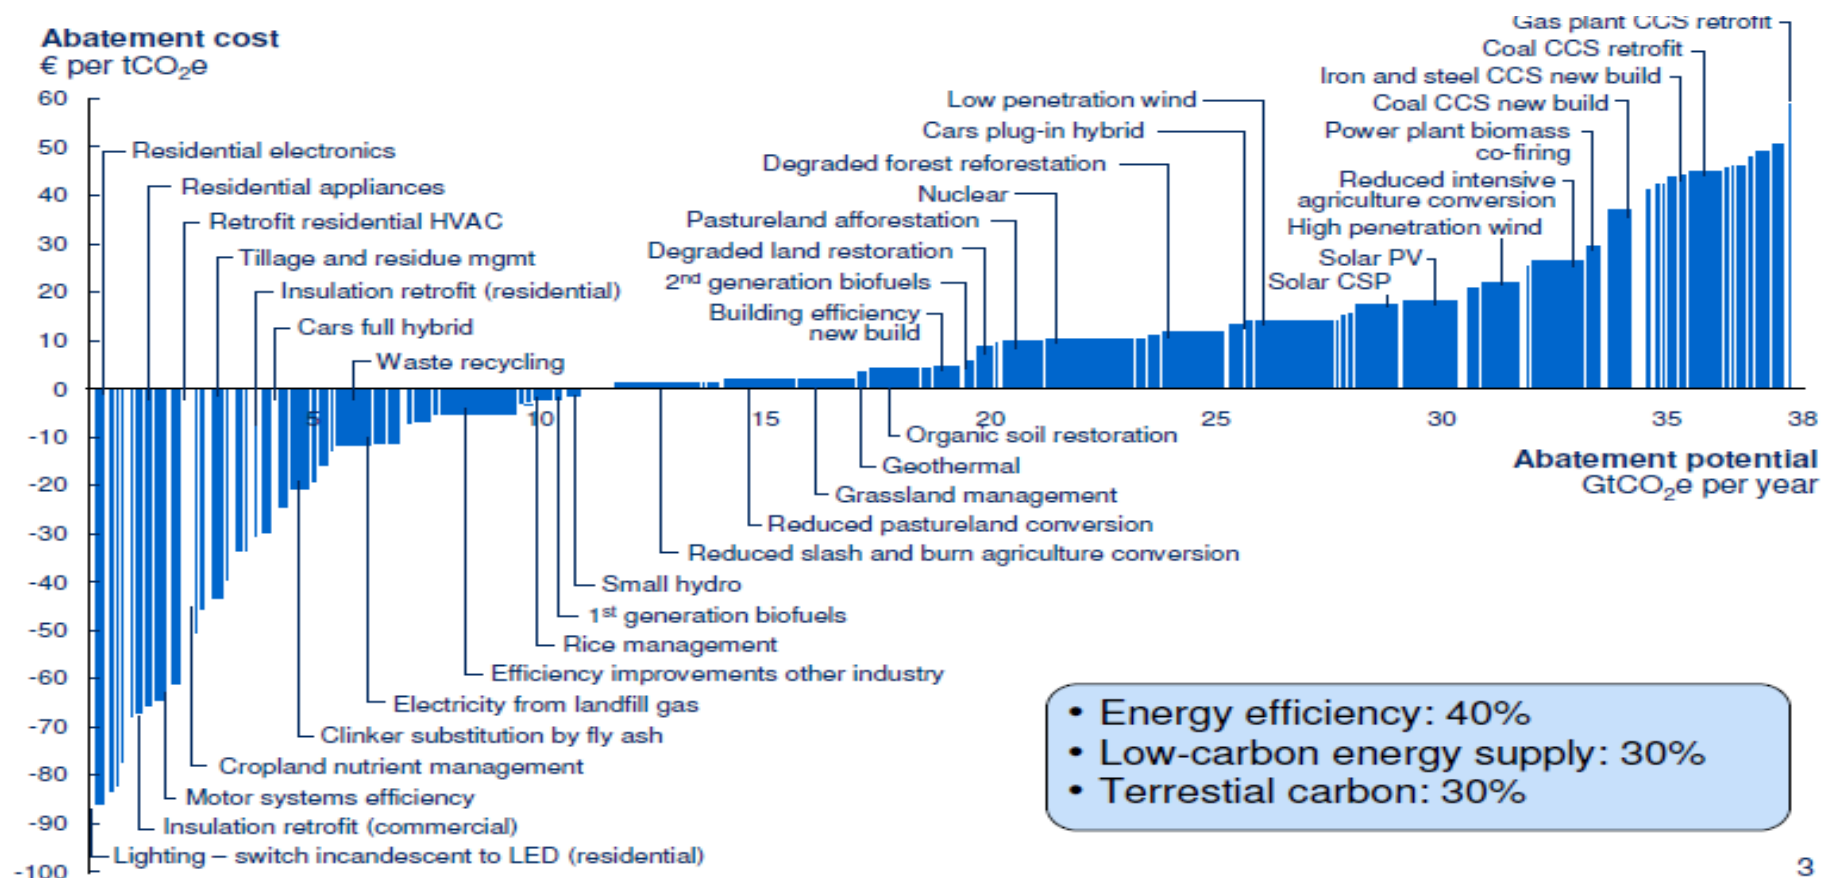 Abatement cost
€ per tCO₂e
60
50
40
30
20
10
0
-10
-20
-30
-40
-50
-60
-70
-80
-90
-100
5
10
15
20
25
30
35
38
Abatement potential
GtCO₂e per year
Residential electronics
Residential appliances
Retrofit residential HVAC
Tillage and residue mgmt
Insulation retrofit (residential)
Cars full hybrid
Waste recycling
Lighting – switch incandescent to LED (residential)
Insulation retrofit (commercial)
Motor systems efficiency
Cropland nutrient management
Clinker substitution by fly ash
Electricity from landfill gas
Efficiency improvements other industry
Rice management
1st generation biofuels
Small hydro
Reduced slash and burn agriculture conversion
Reduced pastureland conversion
Grassland management
Geothermal
Organic soil restoration
Building efficiency
new build
2nd generation biofuels
Degraded land restoration
Pastureland afforestation
Nuclear
Degraded forest reforestation
Cars plug-in hybrid
Low penetration wind
Solar CSP
Solar PV
High penetration wind
Reduced intensive
agriculture conversion
Power plant biomass
co-firing
Coal CCS new build
Iron and steel CCS new build
Coal CCS retrofit
Gas plant CCS retrofit
• Energy efficiency: 40%
• Low-carbon energy supply: 30%
• Terrestial carbon: 30%
3